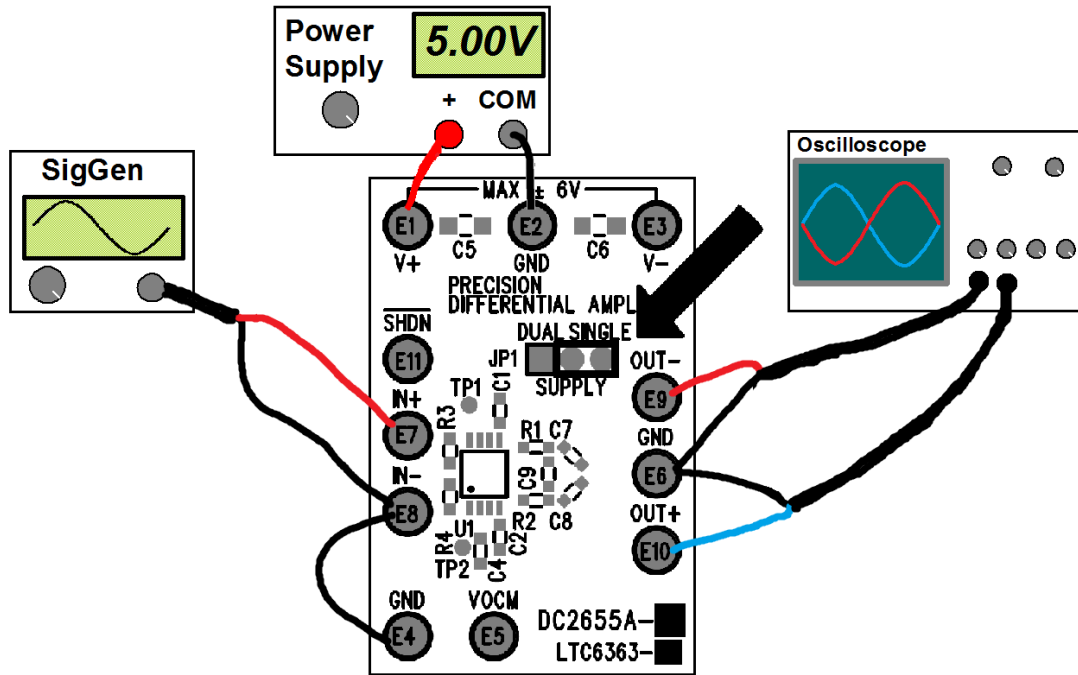 Power
Supply
5.00V
+ COM
SigGen
Oscilloscope
MAX ± 6V
E1
E2
E3
V+
C5
GND
C6
V-
PRECISION
DIFFERENTIAL AMPL
SHDN
E11
DUAL SINGLE
JP1
SUPPLY
OUT-
E9
TP1
C1
IN+
E7
R3
R1 C7
GND
E6
C9
IN-
E8
R2 C8
OUT+
E10
R4
U1
TP2
C4
C2
GND
E4
VOCM
E5
DC2655A-
LTC6363-